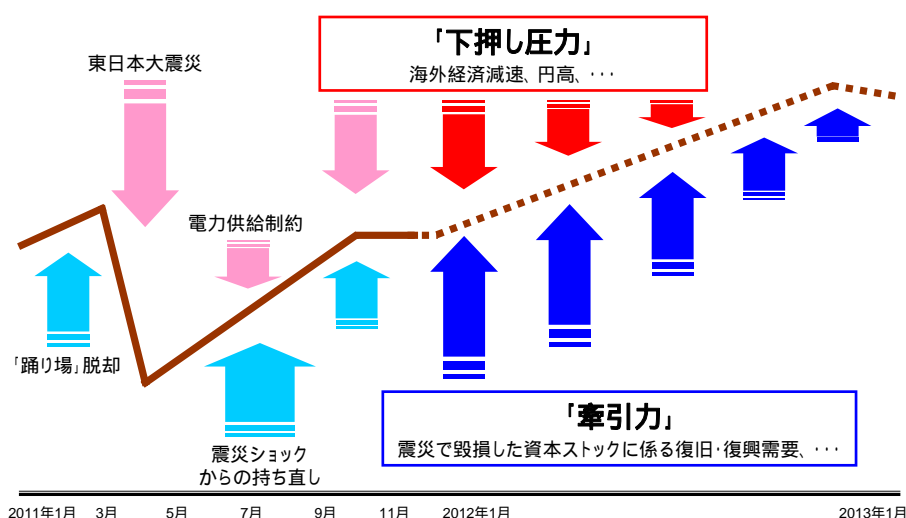 「下押し圧力」
海外経済減速、円高、･･･
東日本大震災
電力供給制約
「踊り場」脱却
震災ショック
からの持ち直し
「牽引力」
震災で毀損した資本ストックに係る復旧･復興需要、･･･
2011年1月 3月 5月 7月 9月 11月 2012年1月 2013年1月